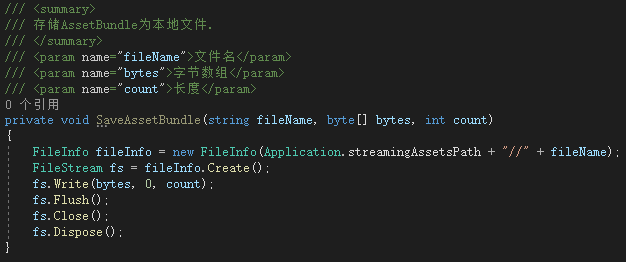 /// <summary>
/// 存储AssetBundle为本地文件.
/// </summary>
/// <param name="fileName">文件名</param>
/// <param name="bytes">字节数组</param>
/// <param name="count">长度</param>
0 个引用
private void SaveAssetBundle(string fileName, byte[] bytes, int count)
{
    FileInfo fileInfo = new FileInfo(Application.streamingAssetsPath + "//" + fileName);
    FileStream fs = fileInfo.Create();
    fs.Write(bytes, 0, count);
    fs.Flush();
    fs.Close();
    fs.Dispose();
}